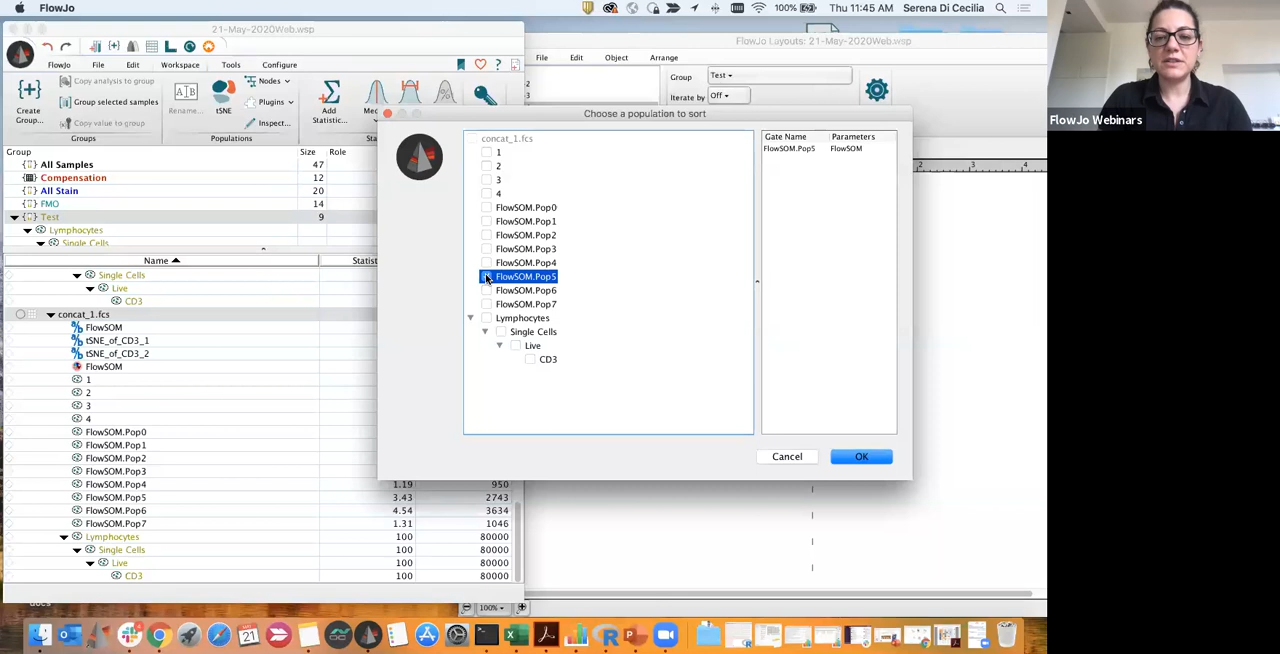 FlowJo
100%
Thu 11:45 AM Serena Di Cecilia
21-May-2020Web.wsp
FlowJo File Edit Workspace Tools Configure
Create Group...
Copy analysis to group
Group selected samples
Copy value to group
Groups
Rename...
tSNE
Nodes
Plugins
Inspect...
Populations
Add Statistic...
Group Size Role
All Samples 47
Compensation 12
All Stain 20
FMO 14
Test 9
Lymphocytes
Single Cells
Name
Single Cells
Live
CD3
concat_1.fcs
FlowSOM
tSNE_of_CD3_1
tSNE_of_CD3_2
FlowSOM
1
2
3
4
FlowSOM.Pop0
FlowSOM.Pop1
FlowSOM.Pop2
FlowSOM.Pop3
FlowSOM.Pop4 1.19 950
FlowSOM.Pop5 3.43 2743
FlowSOM.Pop6 4.54 3634
FlowSOM.Pop7 1.31 1046
Lymphocytes 100 80000
Single Cells 100 80000
Live 100 80000
CD3 100 80000
FlowJo Layouts: 21-May-2020Web.wsp
File Edit Object Arrange
Group Test
Iterate by Off
4
Choose a population to sort
concat_1.fcs
1
2
3
4
FlowSOM.Pop0
FlowSOM.Pop1
FlowSOM.Pop2
FlowSOM.Pop3
FlowSOM.Pop4
FlowSOM.Pop5
FlowSOM.Pop6
FlowSOM.Pop7
Lymphocytes
Single Cells
Live
CD3
Gate Name Parameters
FlowSOM.Pop5 FlowSOM
Cancel OK
100%
docs
FlowJo Webinars